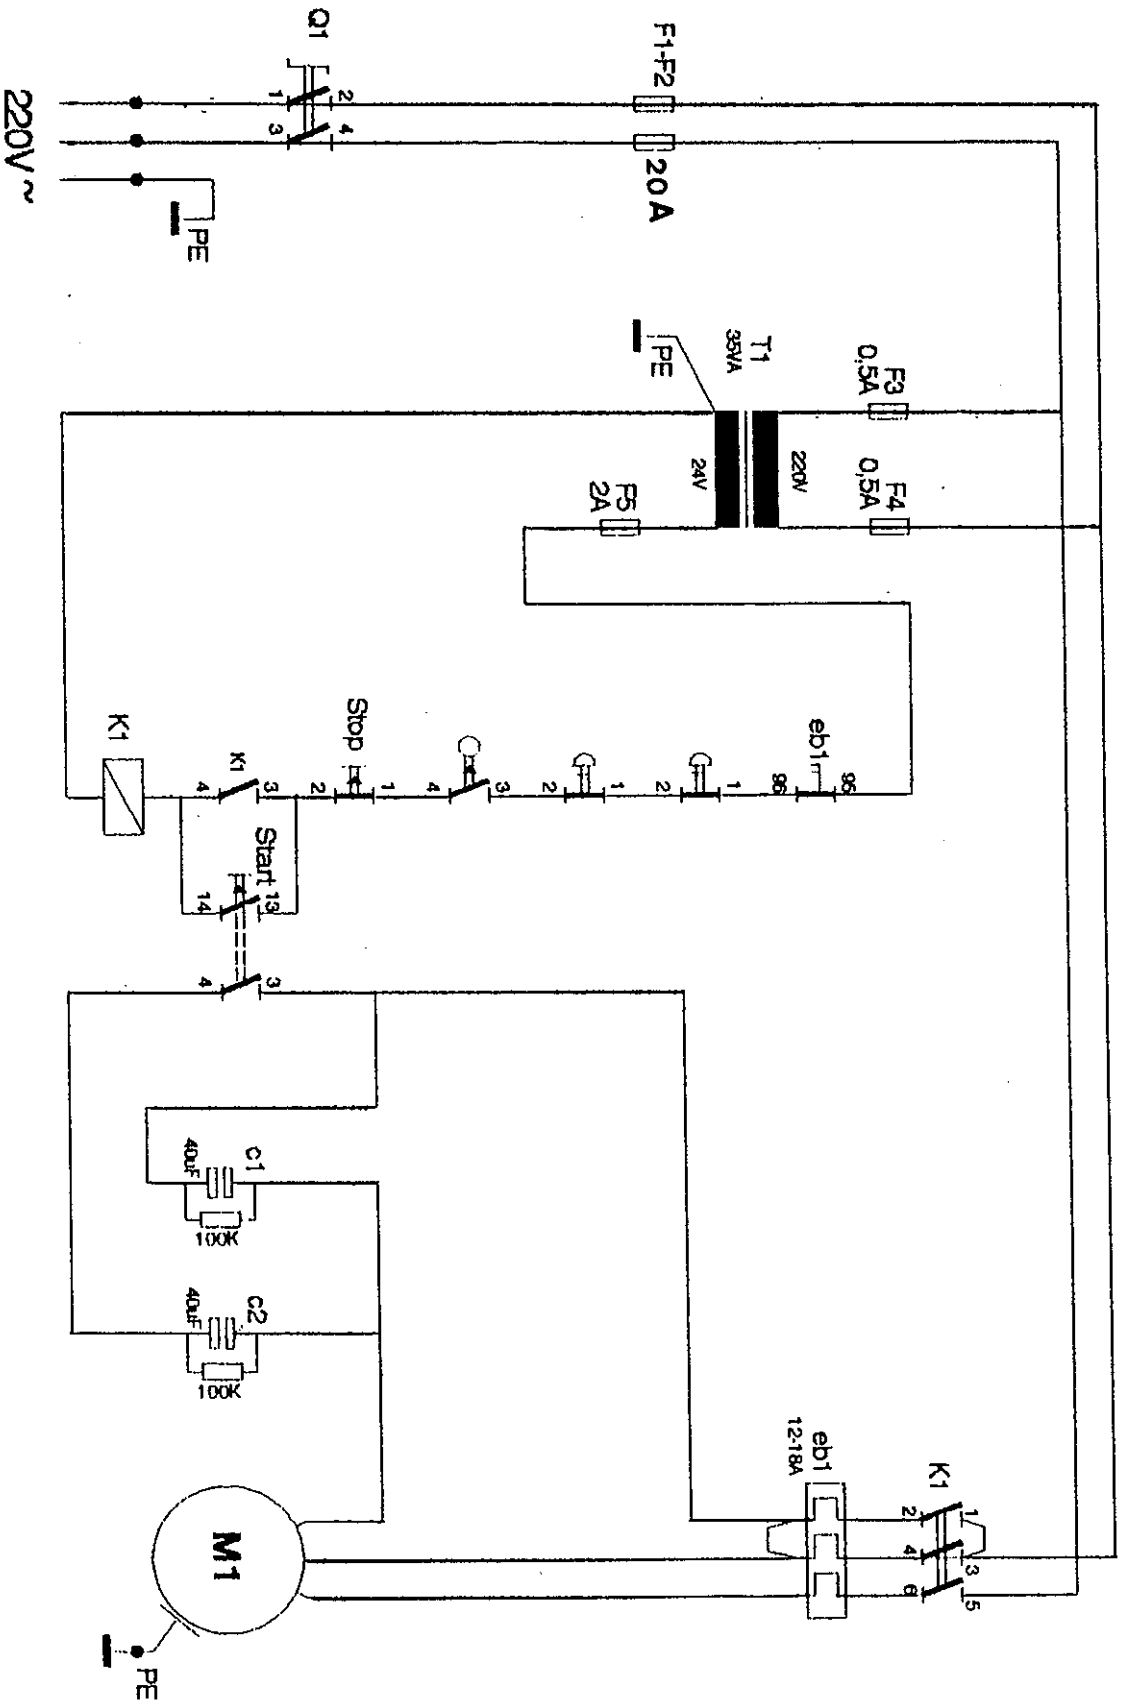 220V~
Q1
1
2
3
4
PE
F1-F2
20A
T1
35VA
PE
220V
24V
F3
0,5A
F4
0,5A
F5
2A
K1
K1
4
3
Stop
2
1
4
3
2
1
2
1
eb1
96
95
Start
14
13
4
3
c1
40uF
100K
c2
40uF
100K
eb1
12-18A
K1
2
1
4
3
6
5
M1
PE